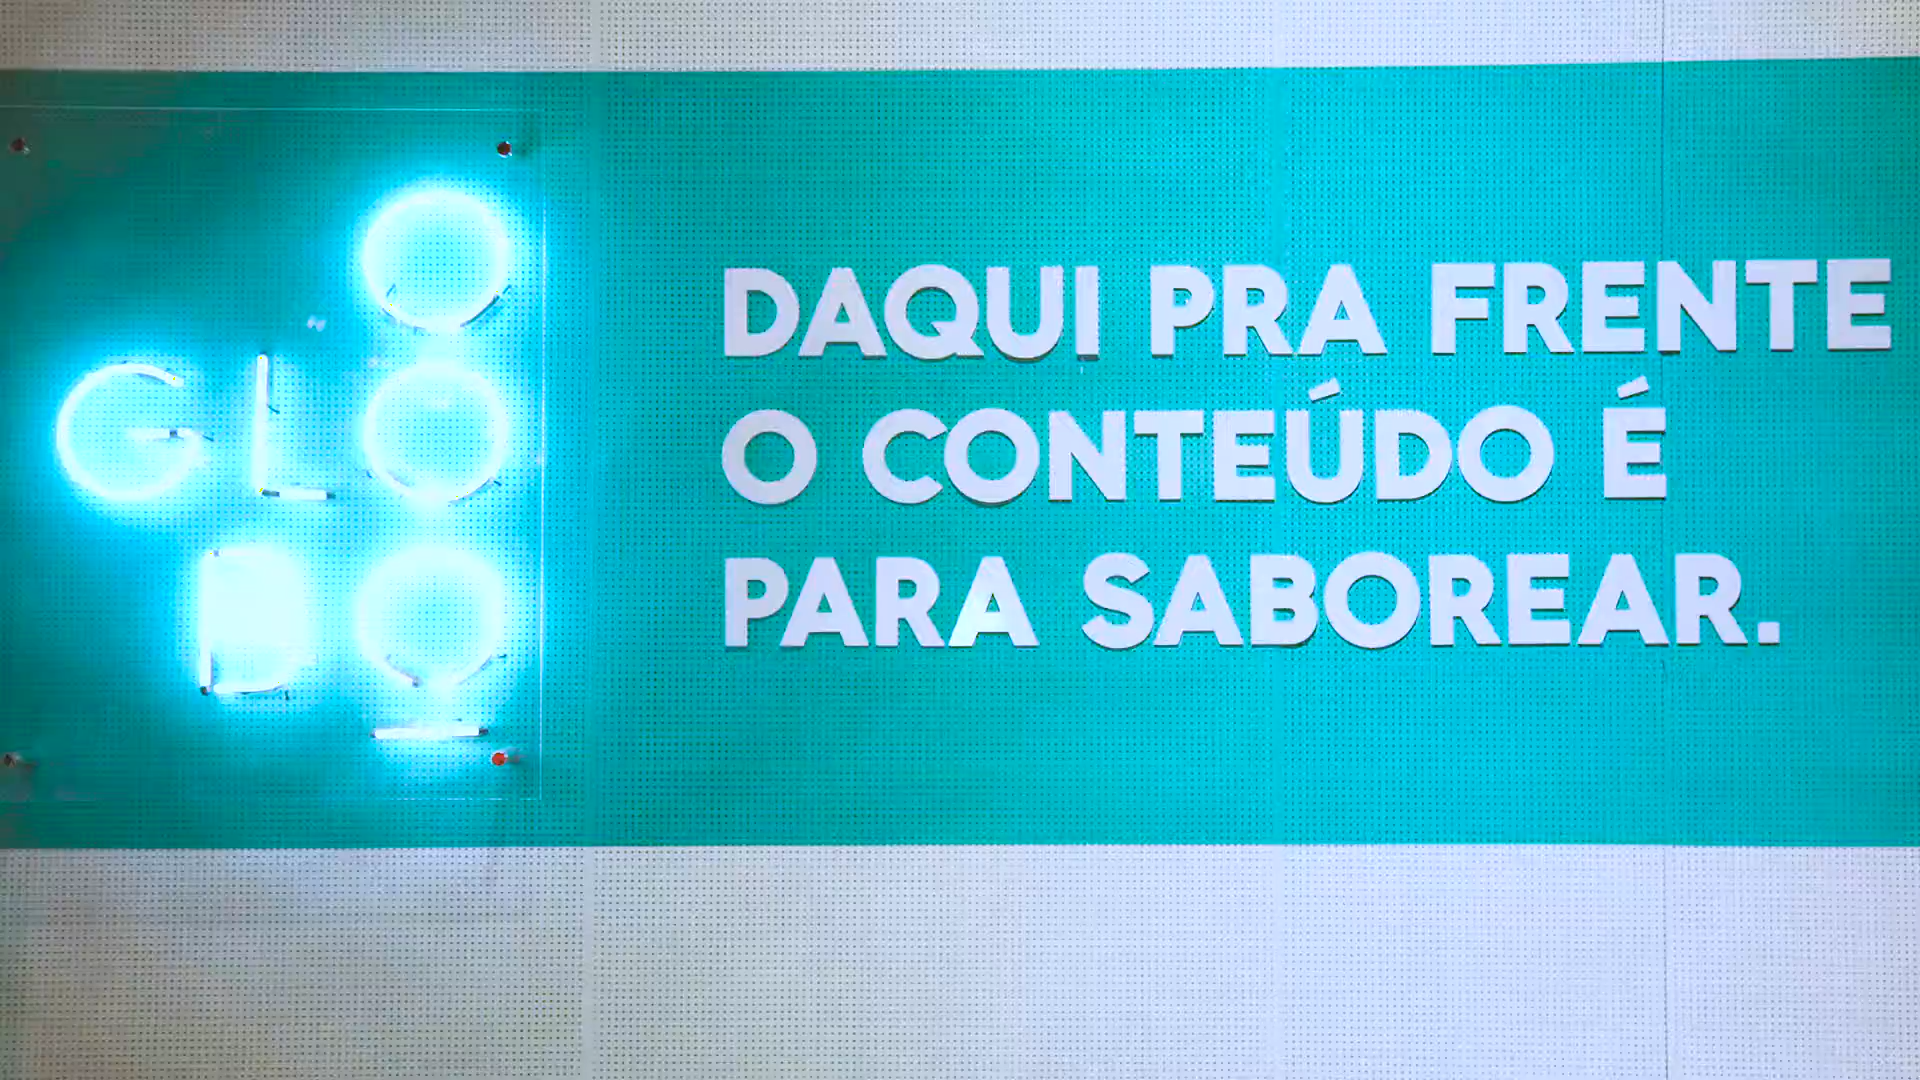 O
GLO
BO
DAQUI PRA FRENTE
O CONTEÚDO É
PARA SABOREAR.